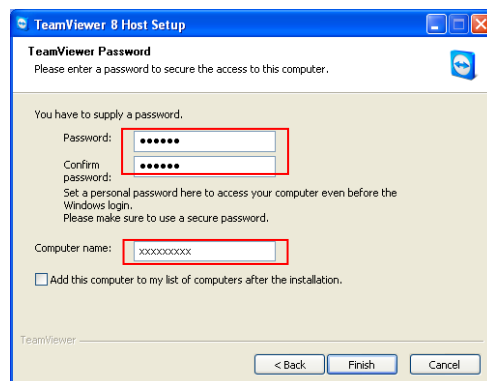 TeamViewer 8 Host Setup
TeamViewer Password
Please enter a password to secure the access to this computer.
You have to supply a password.
Password: ●●●●●●
Confirm
password: ●●●●●●
Set a personal password here to access your computer even before the
Windows login.
Please make sure to use a secure password.
Computer name: xxxxxxxxx
Add this computer to my list of computers after the installation.
TeamViewer
< Back Finish Cancel